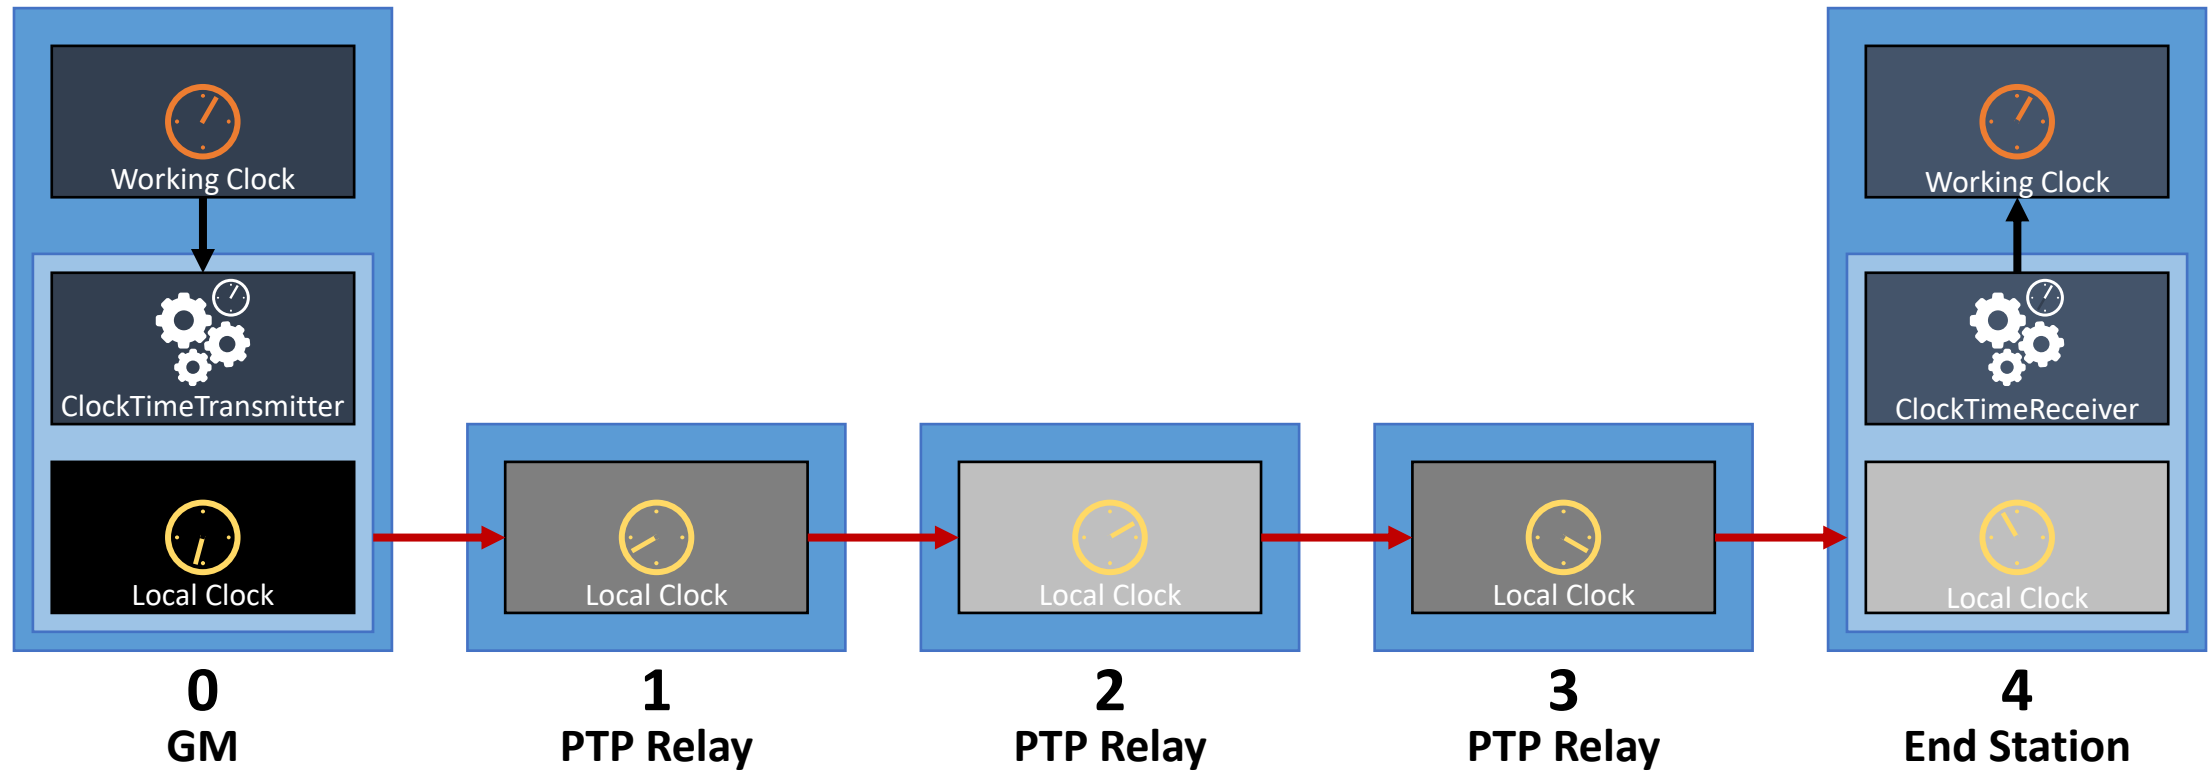 Working Clock
Working Clock
ClockTimeTransmitter
ClockTimeReceiver
Local Clock
Local Clock
Local Clock
Local Clock
Local Clock
0
1
2
3
4
GM
PTP Relay
PTP Relay
PTP Relay
End Station